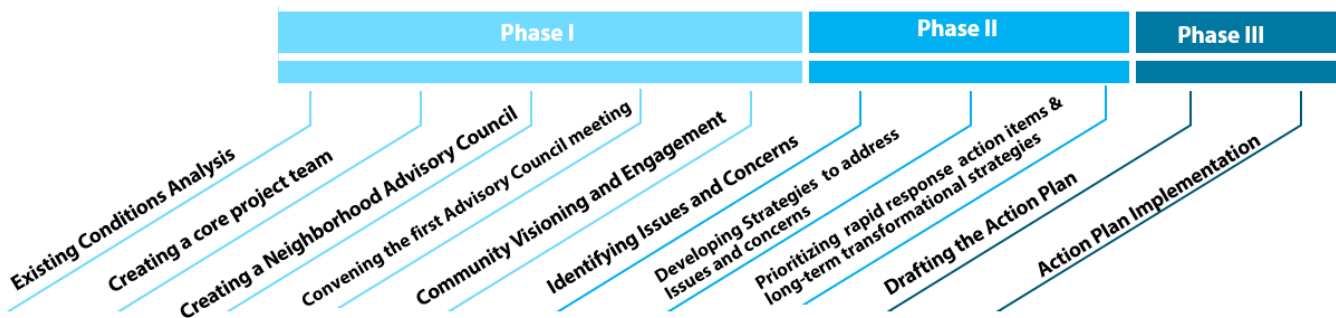 Phase I
Phase II
Phase III
Existing Conditions Analysis
Creating a core project team
Creating a Neighborhood Advisory Council
Convening the first Advisory Council meeting
Community Visioning and Engagement
Identifying Issues and Concerns
Developing Strategies to address
Issues and concerns
Prioritizing rapid response action items &
long-term transformational strategies
Drafting the Action Plan
Action Plan Implementation